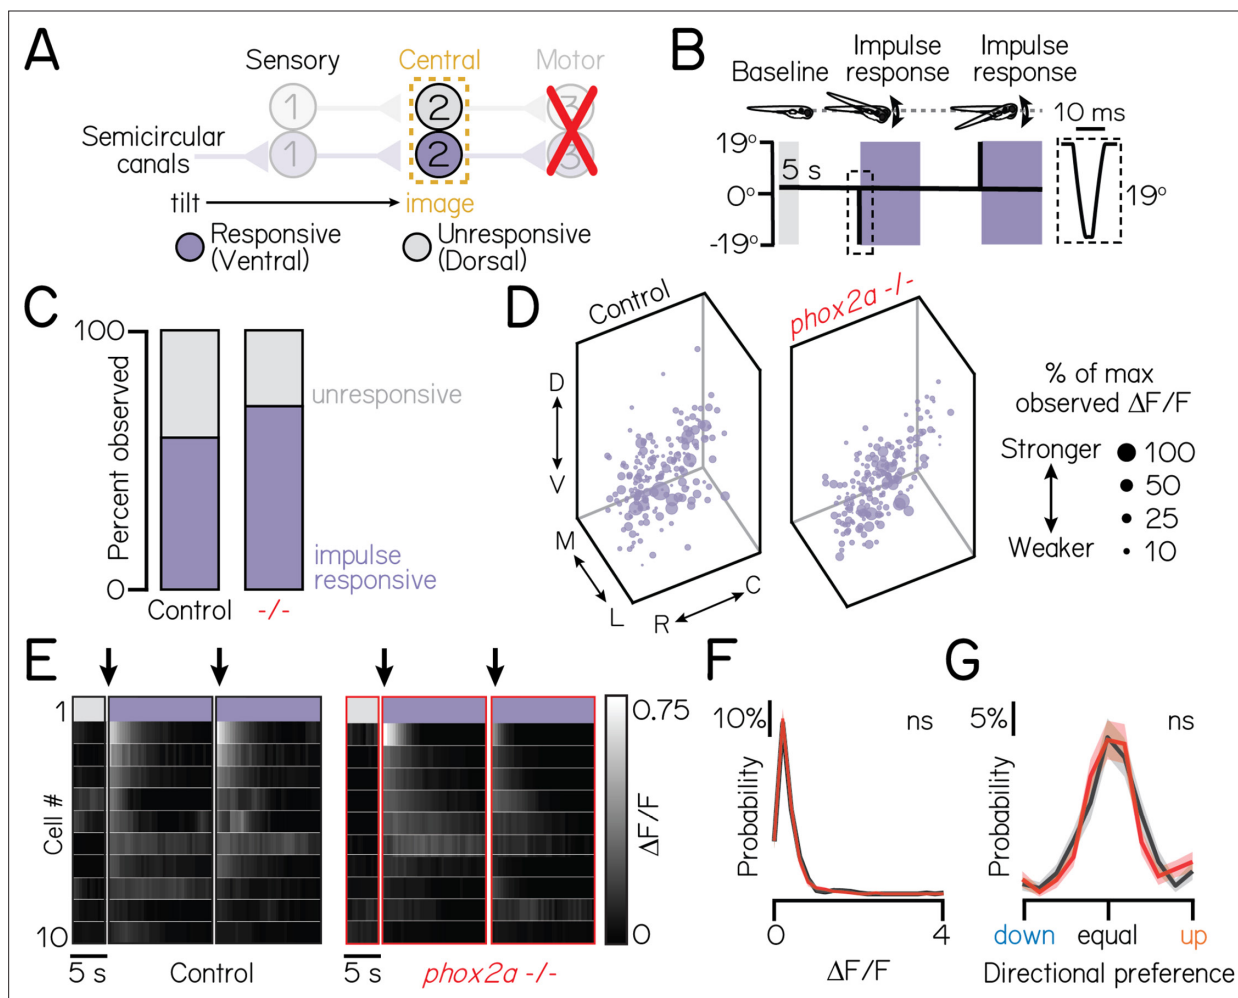 A
Sensory
Central
Motor
1
2
3
Semicircular
canals
1
2
3
tilt
image
Responsive
(Ventral)
Unresponsive
(Dorsal)
B
Baseline
Impulse
response
Impulse
response
10 ms
19°
5 s
0°
-19°
19°
C
100
Percent observed
0
unresponsive
impulse
responsive
Control
-/-
D
Control
phox2a -/-
D
V
M
L
R
C
% of max
observed ΔF/F
Stronger
Weaker
100
50
25
10
E
1
Cell #
10
5 s
Control
5 s
phox2a -/-
0.75
ΔF/F
0
F
10%
ns
Probability
0
4
ΔF/F
G
5%
ns
Probability
down
equal
up
Directional preference